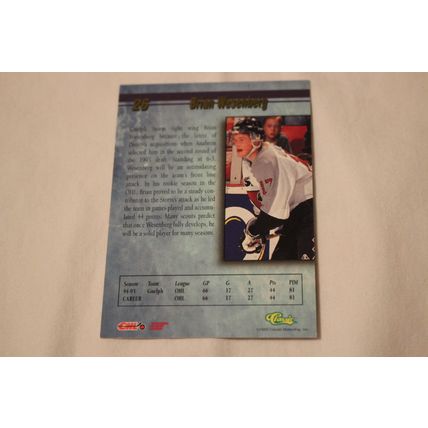 26 Brian Wesenberg
Guelph Storm right wing Brian
Wesenberg became the latest of
Disney's acquisitions when Anaheim
selected him in the second round of
the 1995 draft. Standing at 6-3,
Wesenberg will be an intimidating
presence on the team's front line
attack. In his rookie season in the
OHL, Brian proved to be a steady con-
tributor to the Storm's attack as he led
the team in games played and accumu-
lated 44 points. Many scouts predict
that once Wesenberg fully develops, he
will be a solid player for many seasons.
Season Team League GP G A Pts PIM
94-95 Guelph OHL 66 17 27 44 81
CAREER OHL 66 17 27 44 81
CHL
Classic